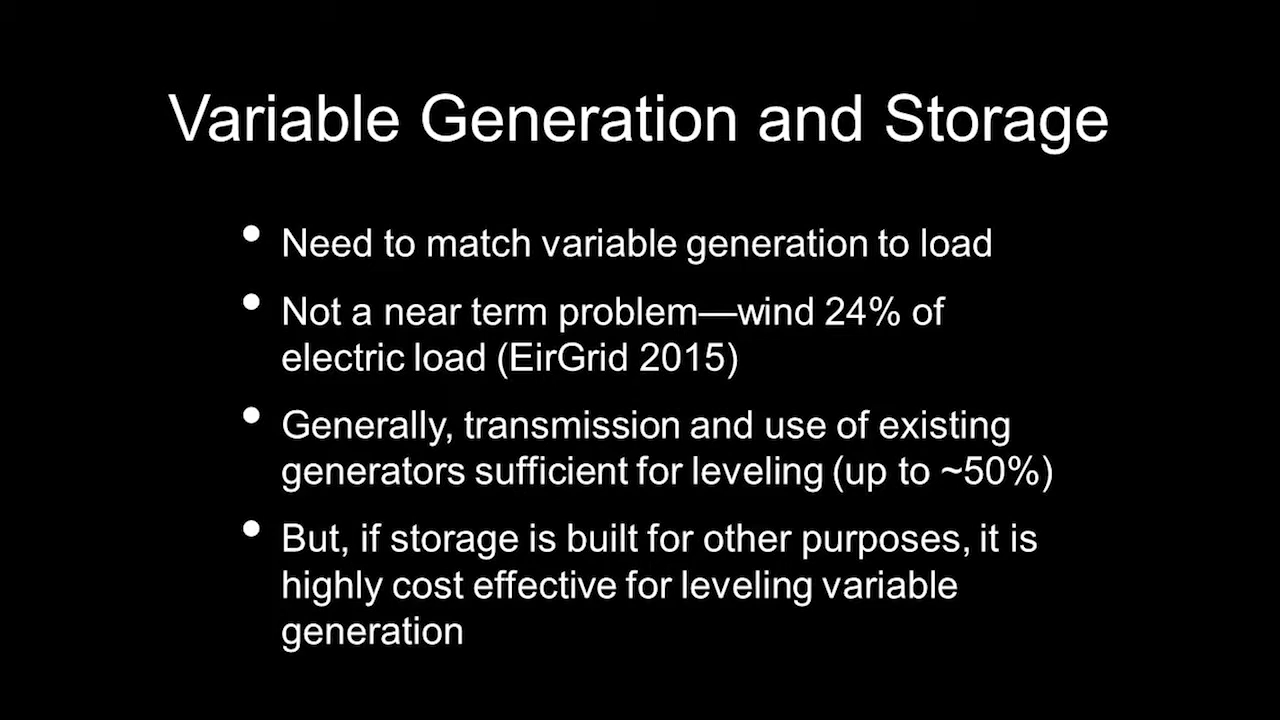 Variable Generation and Storage
• Need to match variable generation to load
• Not a near term problem—wind 24% of
electric load (EirGrid 2015)
• Generally, transmission and use of existing
generators sufficient for leveling (up to ~50%)
• But, if storage is built for other purposes, it is
highly cost effective for leveling variable
generation